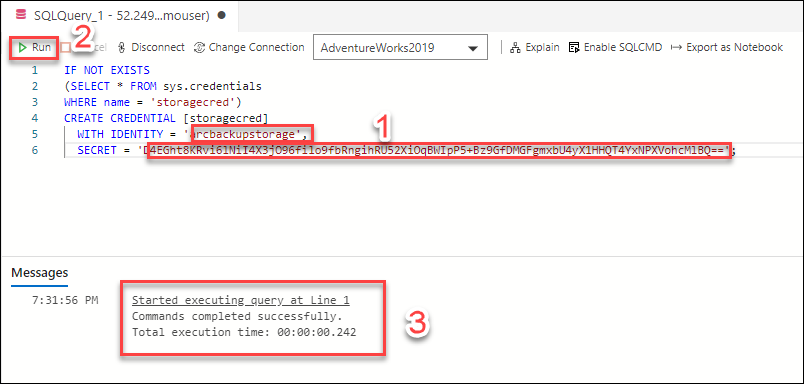 SQLQuery_1 - 52.249...mouser)
2
Run Disconnect Change Connection AdventureWorks2019 Explain Enable SQLCMD Export as Notebook
1 IF NOT EXISTS
2 (SELECT * FROM sys.credentials
3 WHERE name = 'storagecred')
4 CREATE CREDENTIAL [storagecred]
5 WITH IDENTITY = 'arcbackupstorage',
1
6 SECRET = '';
Messages
7:31:56 PM Started executing query at Line 1
Commands completed successfully.
Total execution time: 00:00:00.242
3